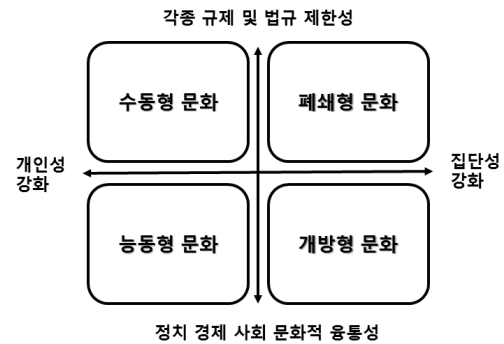 각종 규제 및 법규 제한성
수동형 문화
폐쇄형 문화
개인성
강화
집단성
강화
능동형 문화
개방형 문화
정치 경제 사회 문화적 융통성